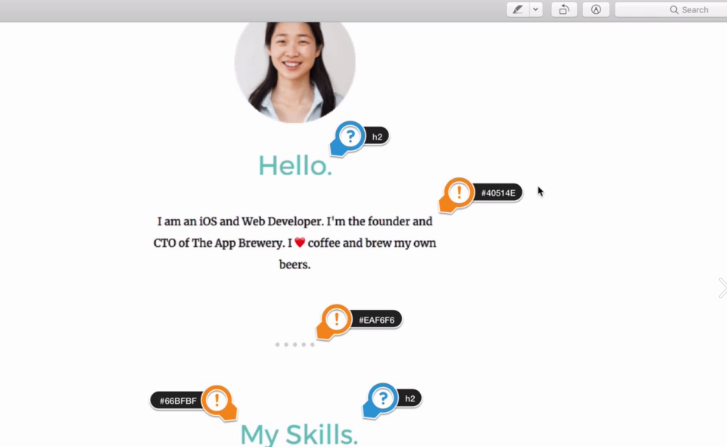 Search
? h2
Hello.
! #40514E
I am an iOS and Web Developer. I'm the founder and
CTO of The App Brewery. I ❤️ coffee and brew my own
beers.
! #EAF6F6
#66BFBF !
? h2
My Skills.